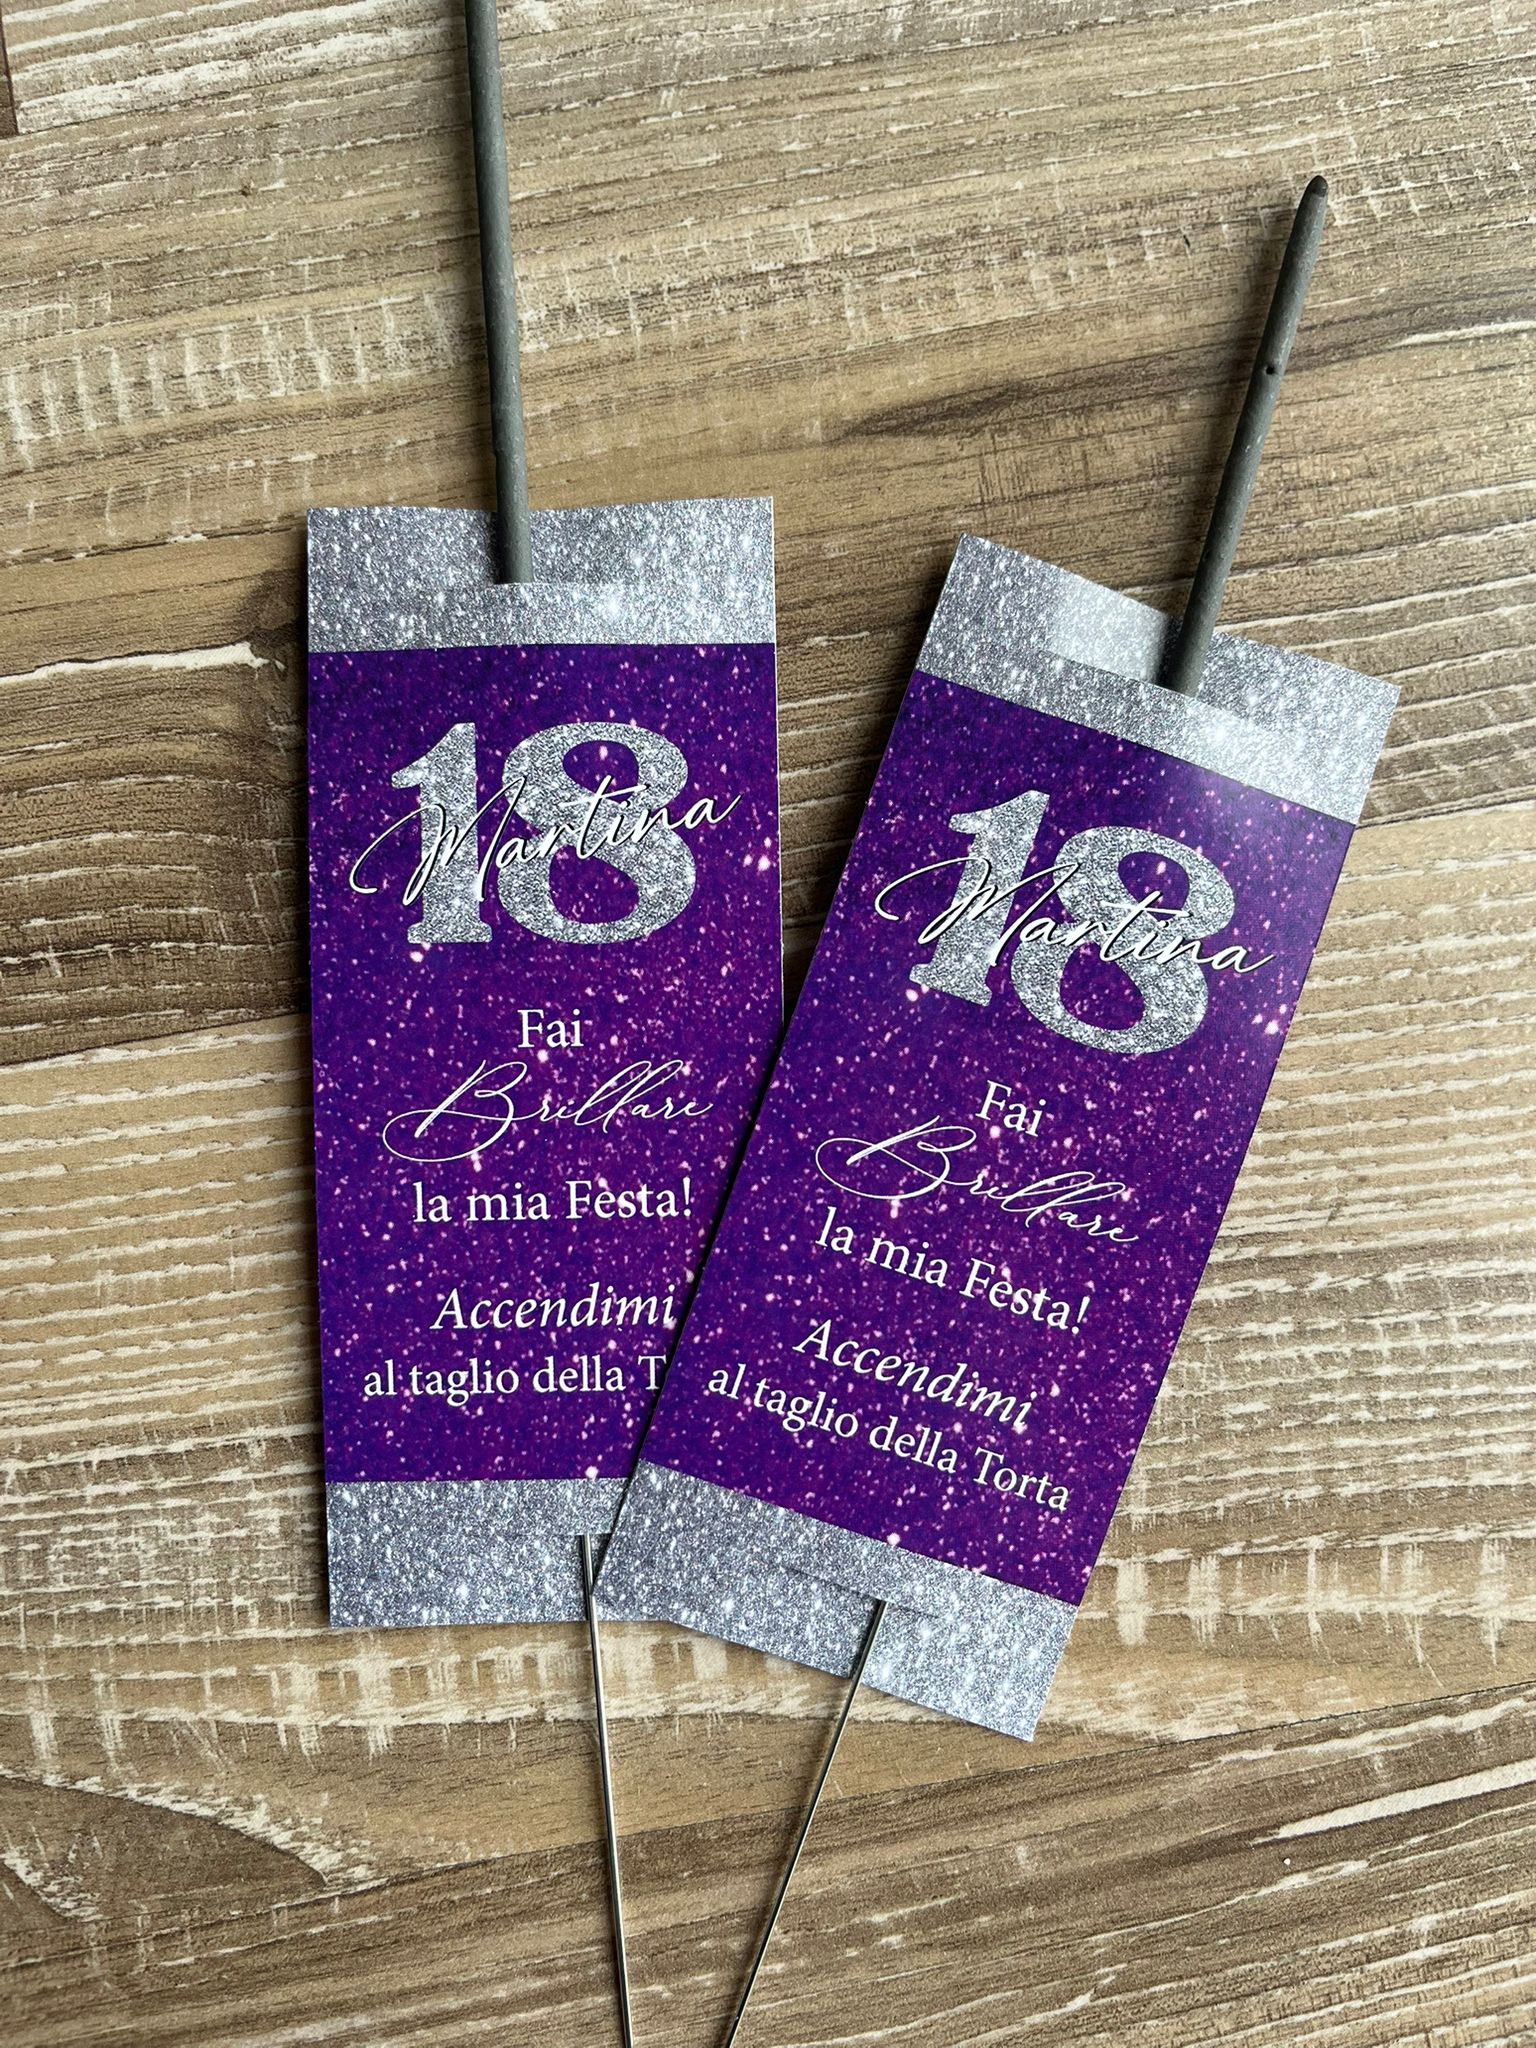 18
Martina
Fai
Brillare
la mia Festa!
Accendimi
al taglio della T
18
Martina
Fai
Brillare
la mia Festa!
Accendimi
al taglio della Torta